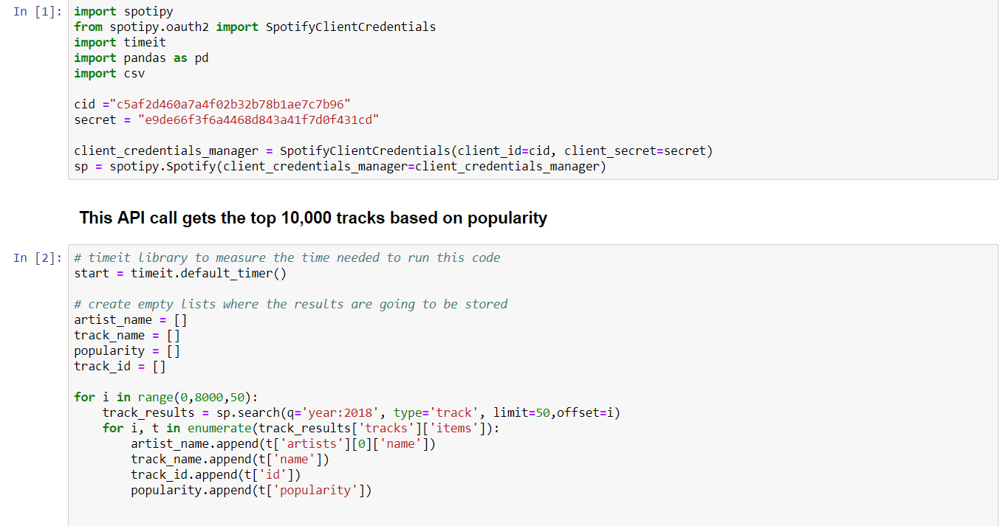 In [1]:
import spotipy
from spotipy.oauth2 import SpotifyClientCredentials
import timeit
import pandas as pd
import csv
cid ="c5af2d460a7a4f02b32b78b1ae7c7b96"
secret = "e9de66f3f6a4468d843a41f7d0f431cd"
client_credentials_manager = SpotifyClientCredentials(client_id=cid, client_secret=secret)
sp = spotipy.Spotify(client_credentials_manager=client_credentials_manager)
This API call gets the top 10,000 tracks based on popularity
In [2]:
# timeit library to measure the time needed to run this code
start = timeit.default_timer()
# create empty lists where the results are going to be stored
artist_name = []
track_name = []
popularity = []
track_id = []
for i in range(0,8000,50):
    track_results = sp.search(q='year:2018', type='track', limit=50,offset=i)
    for i, t in enumerate(track_results['tracks']['items']):
        artist_name.append(t['artists'][0]['name'])
        track_name.append(t['name'])
        track_id.append(t['id'])
        popularity.append(t['popularity'])